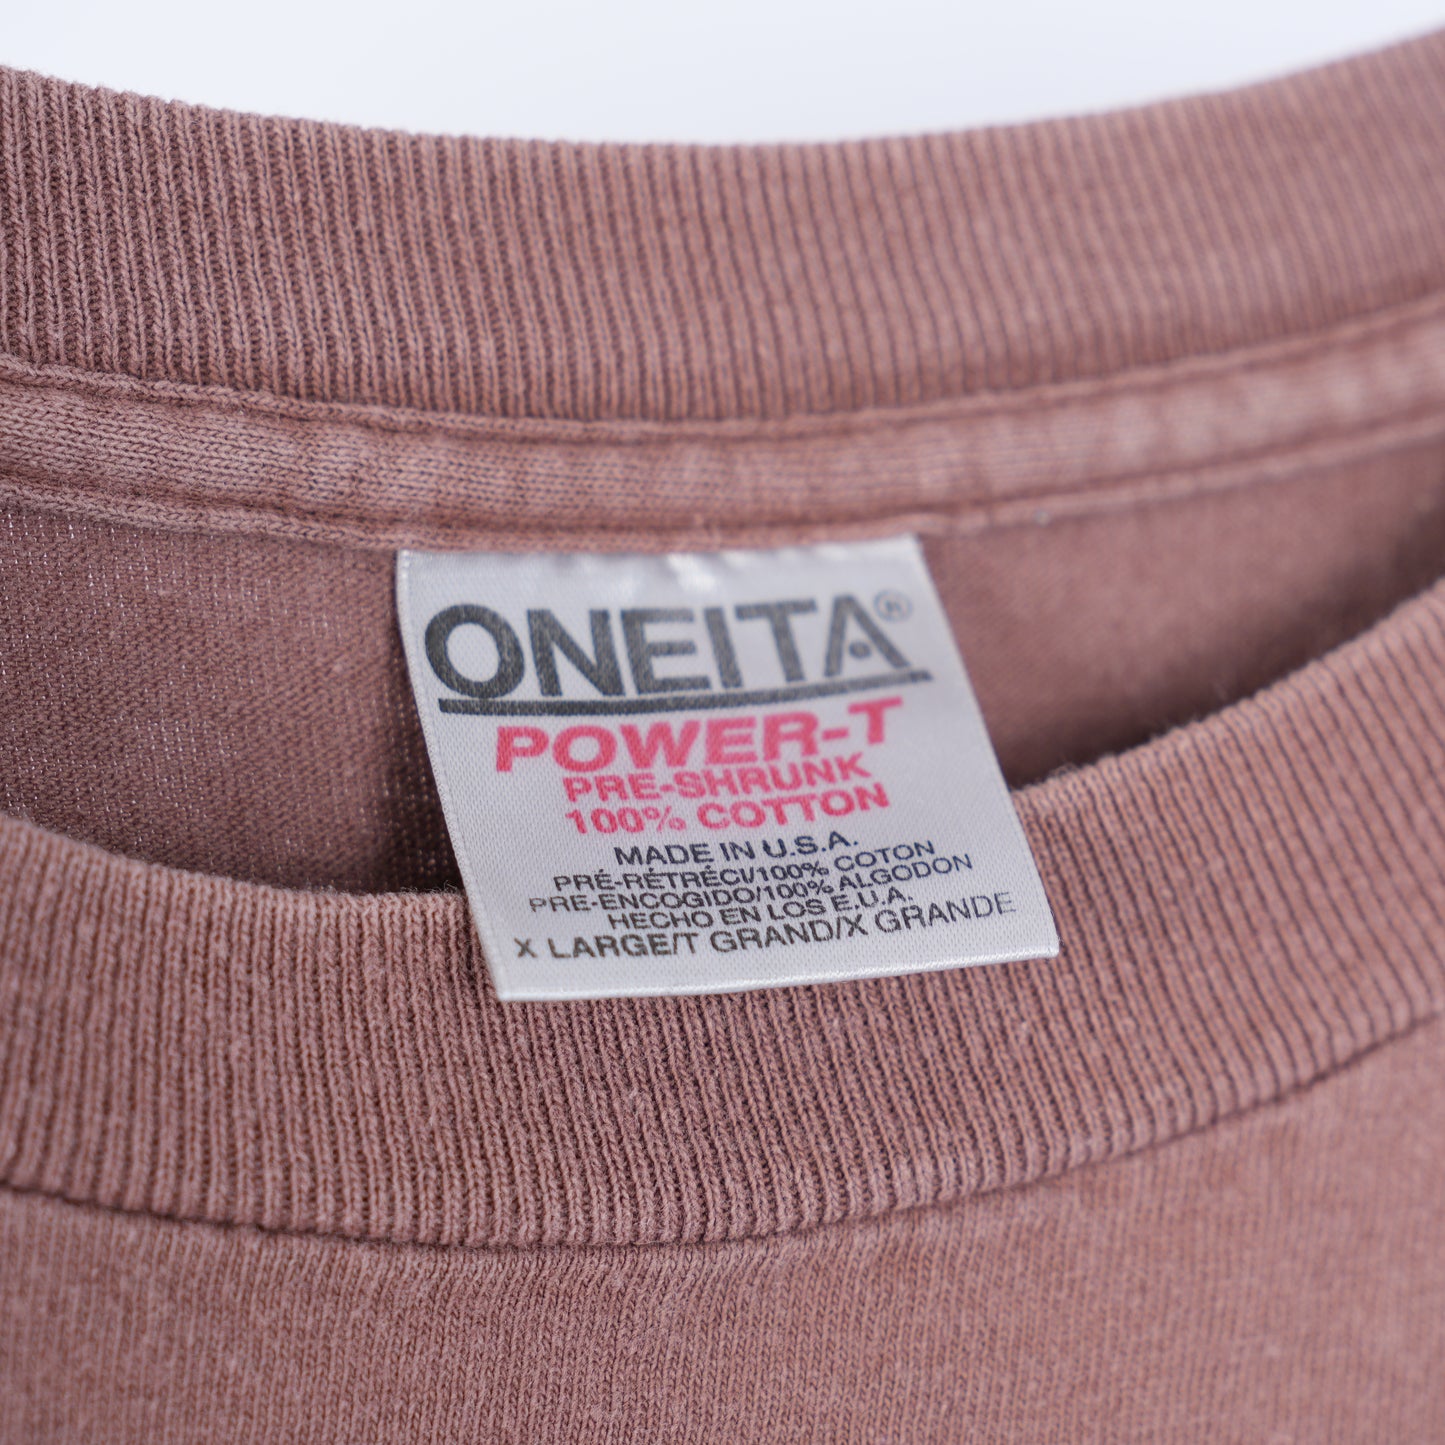 ONEITA®
POWER-T
PRE-SHRUNK
100% COTTON
MADE IN U.S.A.
PRÉ-RÉTRÉCI/100% COTON
PRE-ENCOGIDO/100% ALGODON
HECHO EN LOS E.U.A.
X LARGE/T GRAND/X GRANDE